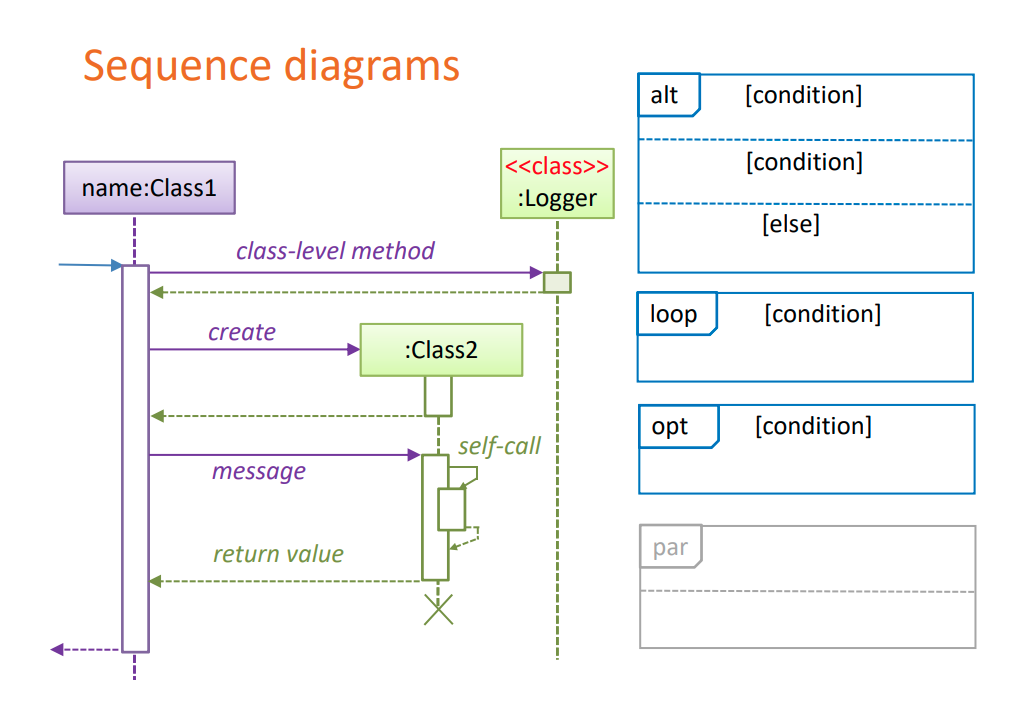 Sequence diagrams
name:Class1
<<class>>
:Logger
class-level method
create
:Class2
self-call
message
return value
alt [condition]
[condition]
[else]
loop [condition]
opt [condition]
par